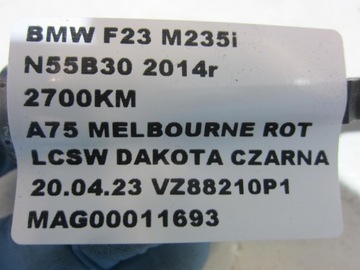 BMW F23 M235i
N55B30 2014r
2700KM
A75 MELBOURNE ROT
LCSW DAKOTA CZARNA
20.04.23 VZ88210P1
MAG00011693